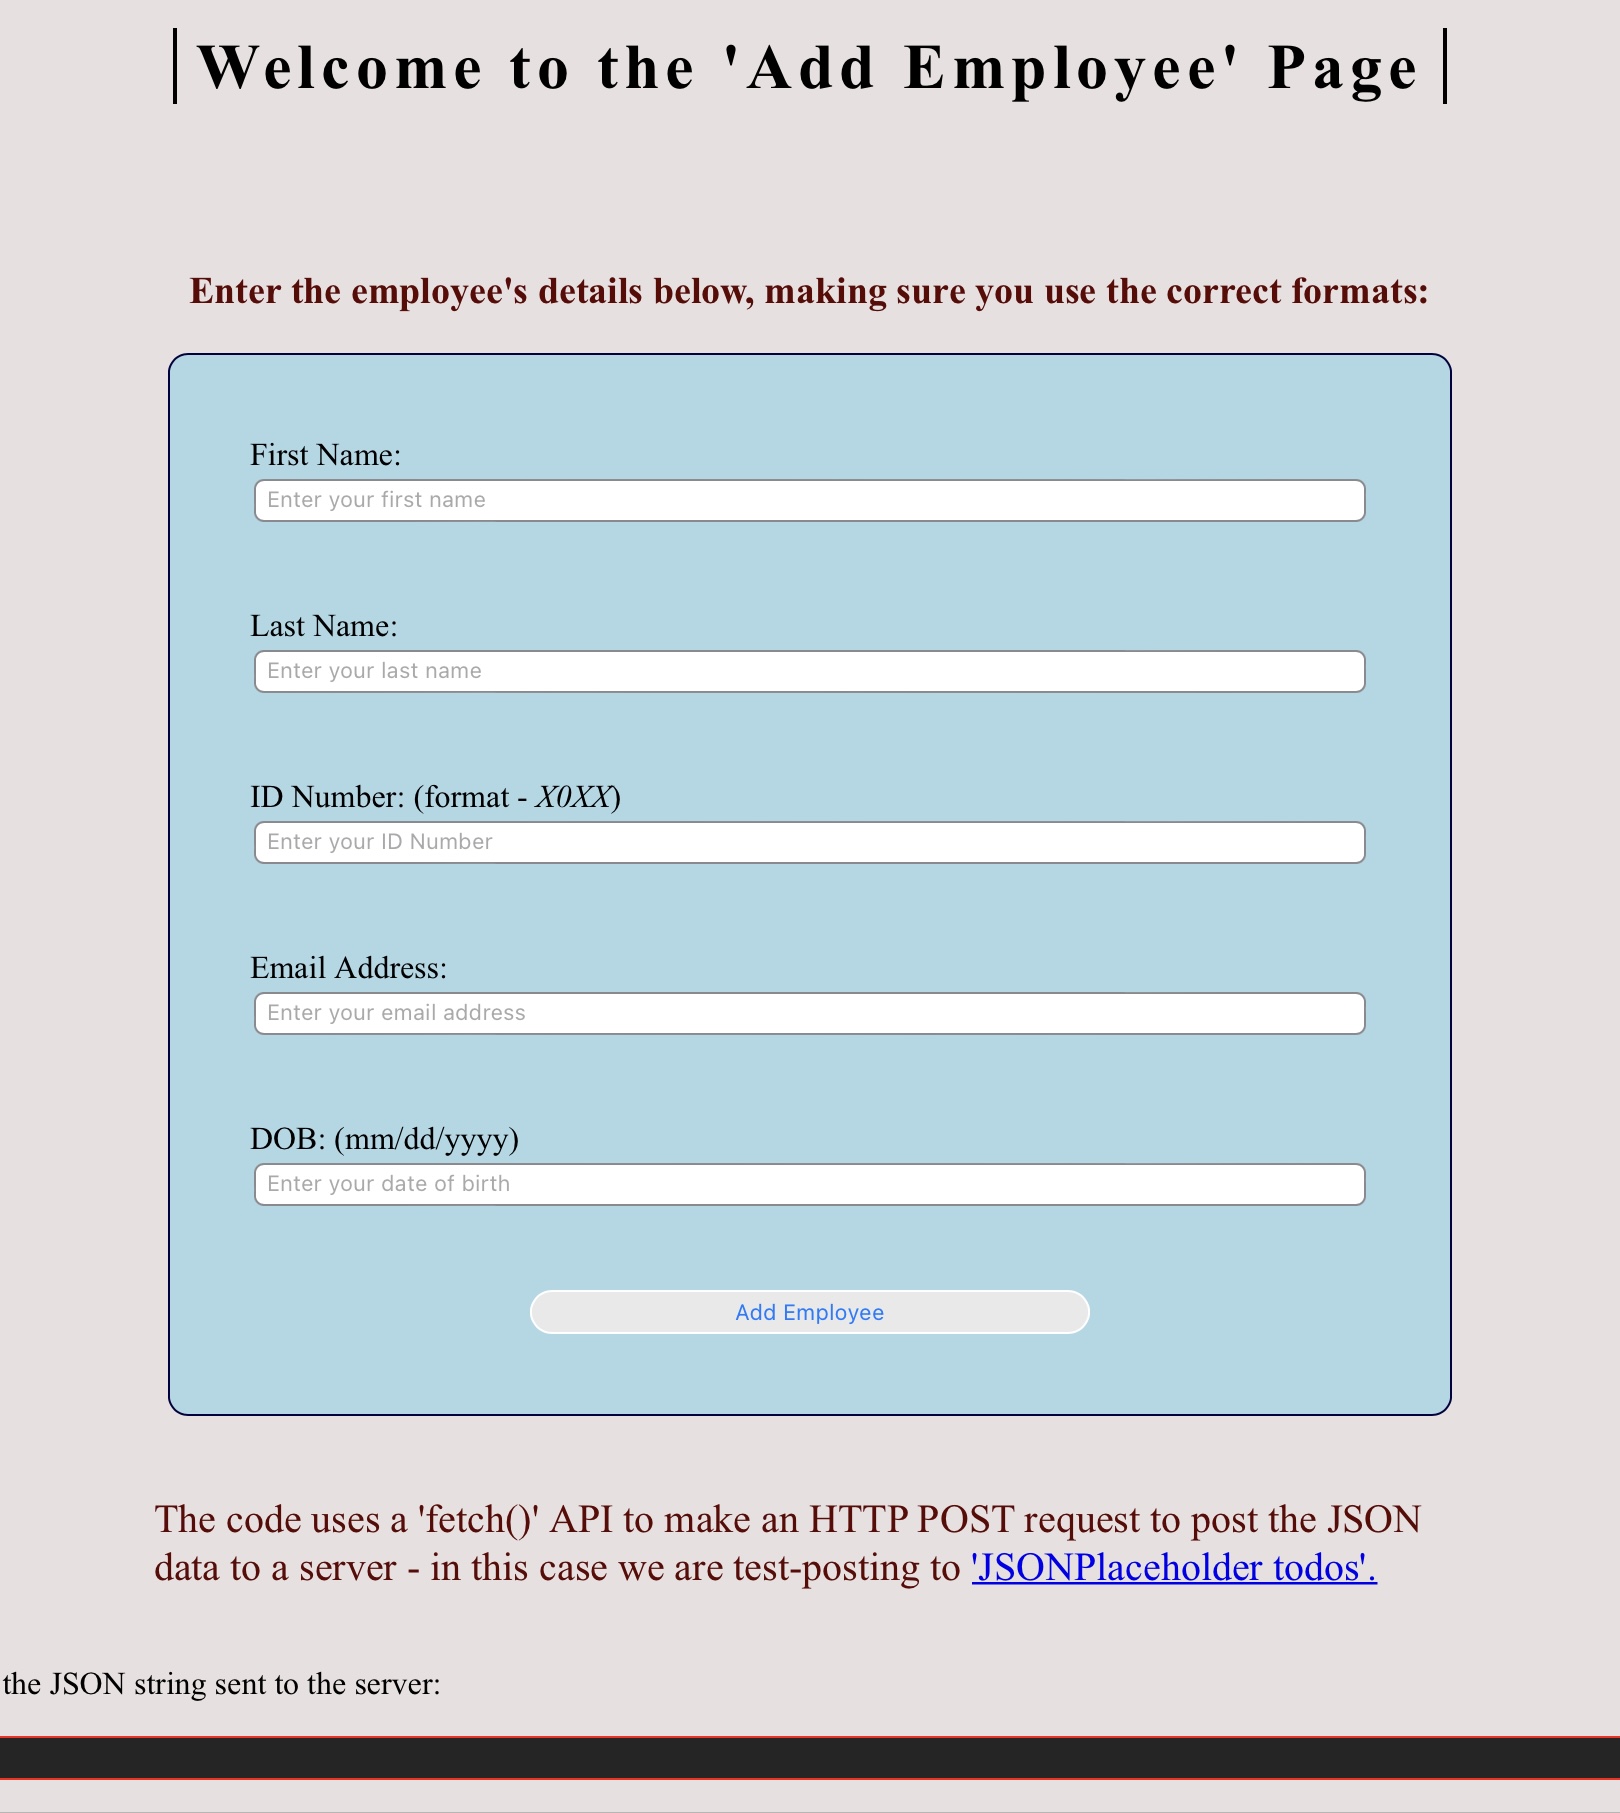 Welcome to the 'Add Employee' Page
Enter the employee's details below, making sure you use the correct formats:
First Name:
Enter your first name
Last Name:
Enter your last name
ID Number: (format - X0XX)
Enter your ID Number
Email Address:
Enter your email address
DOB: (mm/dd/yyyy)
Enter your date of birth
Add Employee
The code uses a 'fetch()' API to make an HTTP POST request to post the JSON
data to a server - in this case we are test-posting to 'JSONPlaceholder todos'.
the JSON string sent to the server: